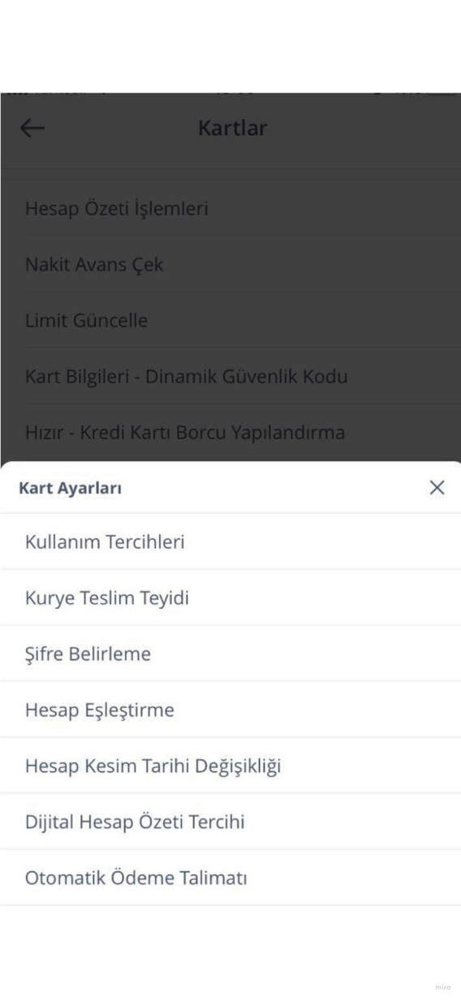 Kartlar
Hesap Özeti İşlemleri
Nakit Avans Çek
Limit Güncelle
Kart Bilgileri - Dinamik Güvenlik Kodu
Hızır - Kredi Kartı Borcu Yapılandırma
Kart Ayarları
Kullanım Tercihleri
Kurye Teslim Teyidi
Şifre Belirleme
Hesap Eşleştirme
Hesap Kesim Tarihi Değişikliği
Dijital Hesap Özeti Tercihi
Otomatik Ödeme Talimatı
miro